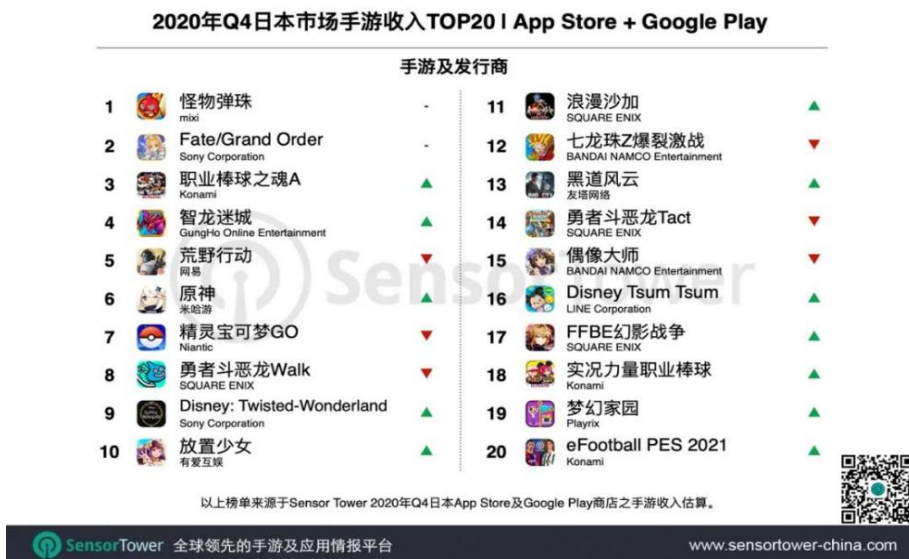 2020年Q4日本市场手游收入TOP20 | App Store + Google Play
手游及发行商
1 怪物弹珠 -
mixi
2 Fate/Grand Order -
Sony Corporation
3 职业棒球之魂A ▲
Konami
4 智龙迷城 ▲
GungHo Online Entertainment
5 荒野行动 ▼
网易
6 原神 ▲
米哈游
7 精灵宝可梦GO ▼
Niantic
8 勇者斗恶龙Walk ▼
SQUARE ENIX
9 Disney: Twisted-Wonderland ▲
Sony Corporation
10 放置少女 ▲
有爱互娱
11 浪漫沙加 ▲
SQUARE ENIX
12 七龙珠Z爆裂激战 ▼
BANDAI NAMCO Entertainment
13 黑道风云 ▲
友塔网络
14 勇者斗恶龙Tact ▼
SQUARE ENIX
15 偶像大师 ▼
BANDAI NAMCO Entertainment
16 Disney Tsum Tsum ▲
LINE Corporation
17 FFBE幻影战争 ▲
SQUARE ENIX
18 实况力量职业棒球 ▲
Konami
19 梦幻家园 ▲
Playrix
20 eFootball PES 2021 ▲
Konami
SensorTower
以上榜单来源于Sensor Tower 2020年Q4日本App Store及Google Play商店之手游收入估算。
SensorTower 全球领先的手游及应用情报平台
www.sensortower-china.com